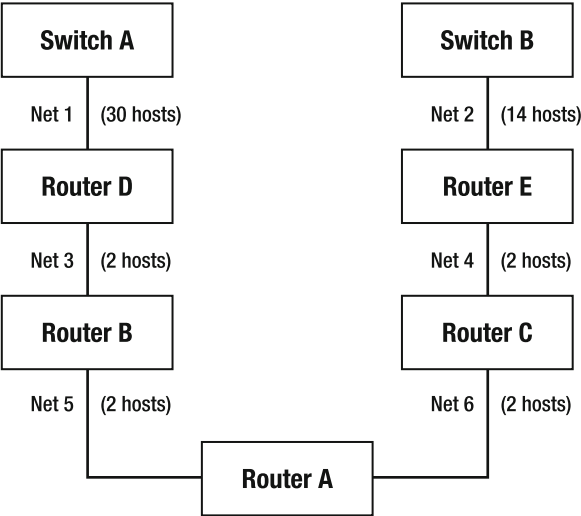 Switch A
Switch B
Net 1 (30 hosts)
Net 2 (14 hosts)
Router D
Router E
Net 3 (2 hosts)
Net 4 (2 hosts)
Router B
Router C
Net 5 (2 hosts)
Net 6 (2 hosts)
Router A